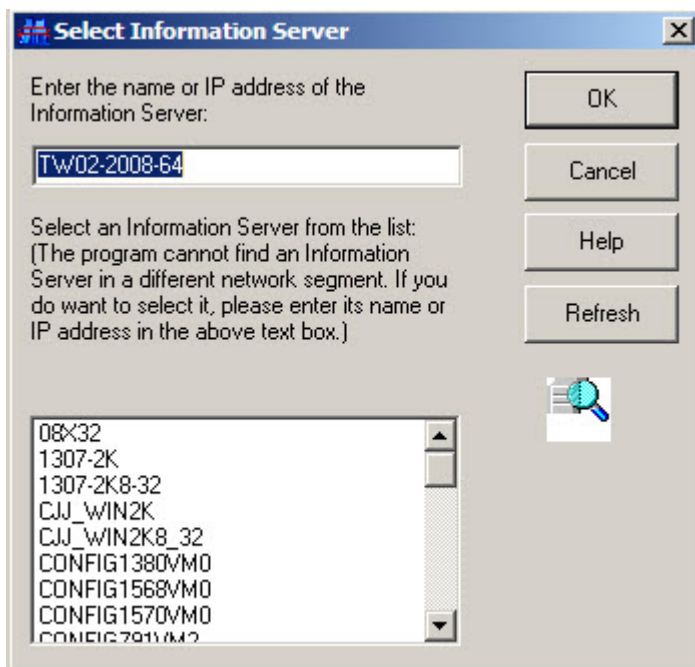 Select Information Server
Enter the name or IP address of the
Information Server:
TW02-2008-64
Select an Information Server from the list:
(The program cannot find an Information
Server in a different network segment. If you
do want to select it, please enter its name or
IP address in the above text box.)
08X32
1307-2K
1307-2K8-32
CJJ_WIN2K
CJJ_WIN2K8_32
CONFIG1380VM0
CONFIG1568VM0
CONFIG1570VM0
CONFIG791VM2
OK
Cancel
Help
Refresh